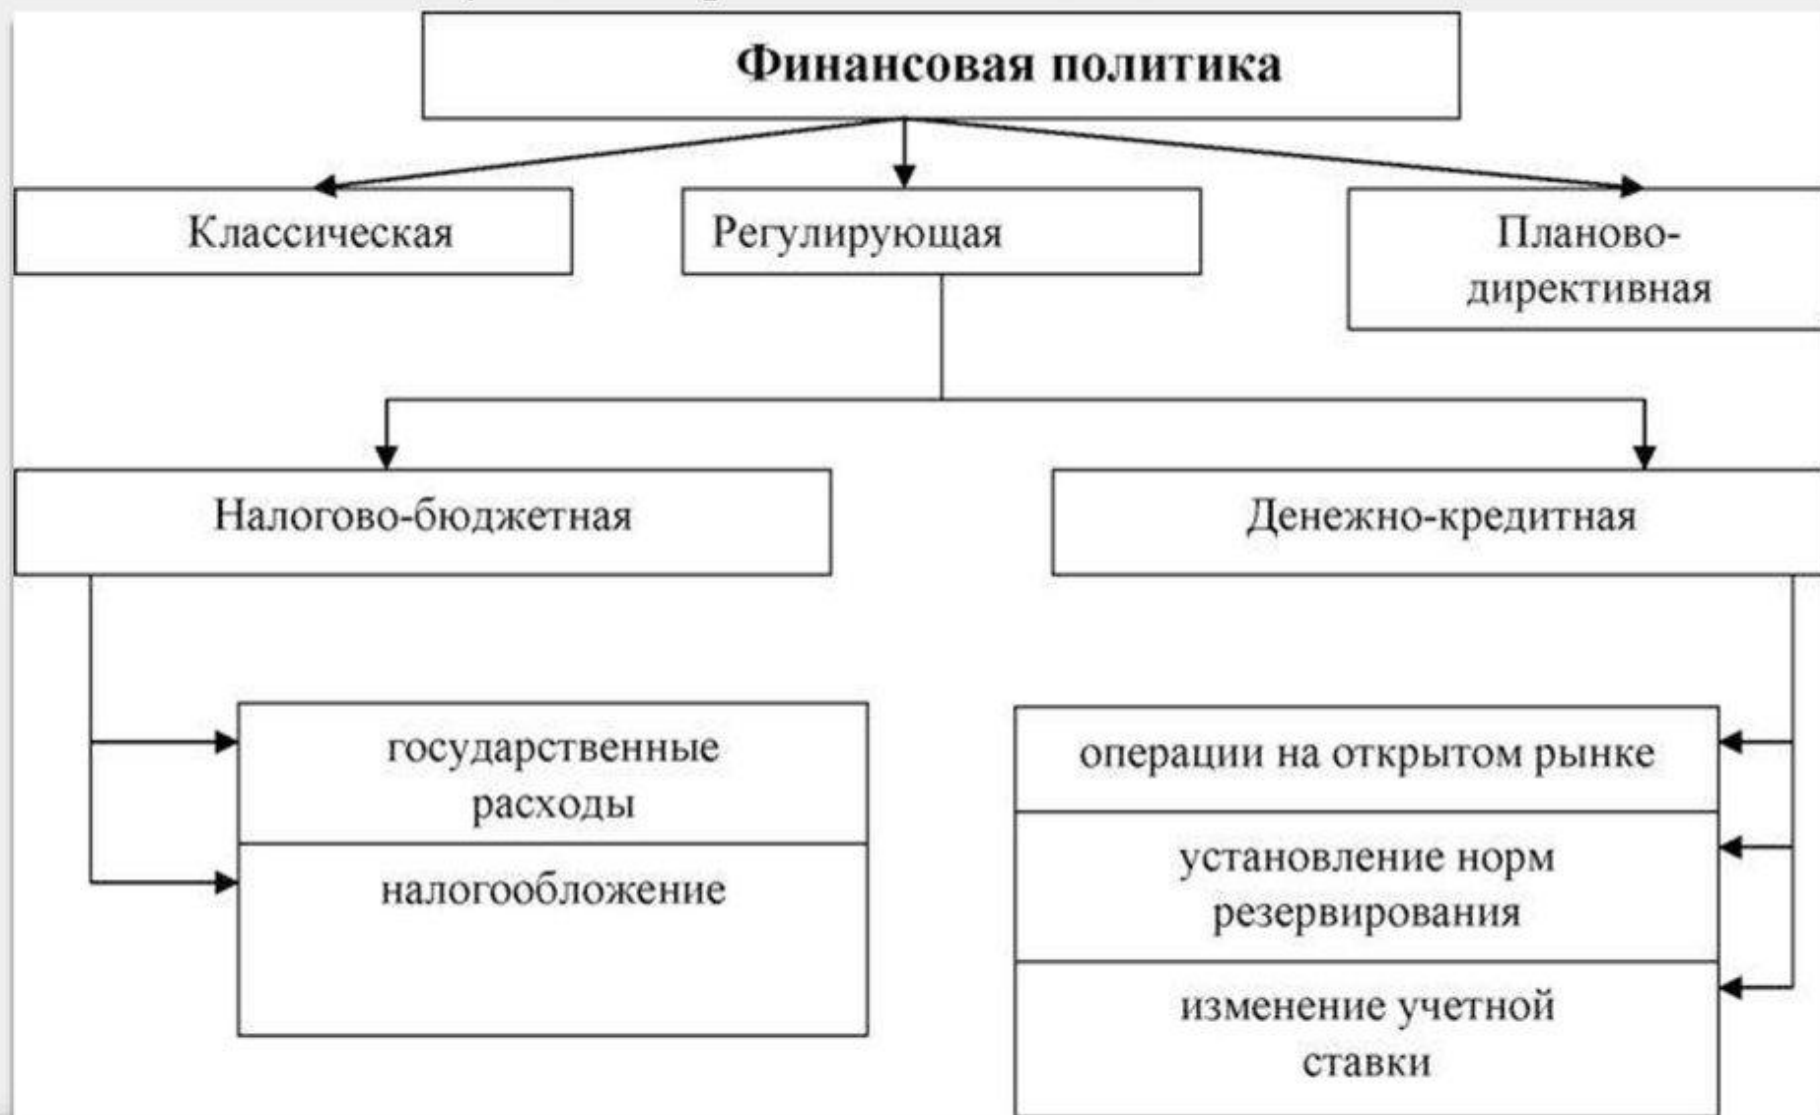 Финансовая политика
Классическая
Регулирующая
Планово-
директивная
Налогово-бюджетная
Денежно-кредитная
государственные
расходы
налогообложение
операции на открытом рынке
установление норм
резервирования
изменение учетной
ставки